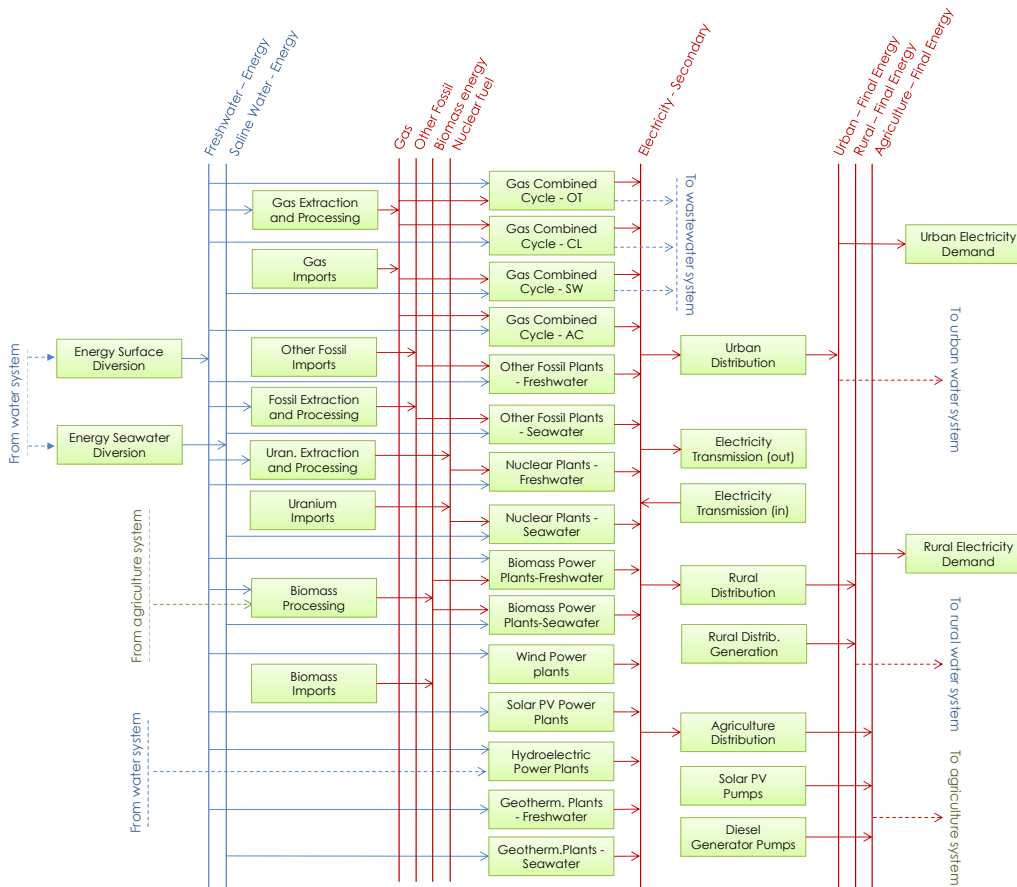 Freshwater – Energy
Saline Water - Energy
Gas
Other Fossil
Biomass energy
Nuclear fuel
Electricity - Secondary
Urban – Final Energy
Rural – Final Energy
Agriculture – Final Energy
From water system
Energy Surface
Diversion
Energy Seawater
Diversion
From agriculture system
From water system
Gas Extraction
and Processing
Gas
Imports
Other Fossil
Imports
Fossil Extraction
and Processing
Uran. Extraction
and Processing
Uranium
Imports
Biomass
Processing
Biomass
Imports
Gas Combined
Cycle - OT
Gas Combined
Cycle - CL
Gas Combined
Cycle - SW
Gas Combined
Cycle - AC
Other Fossil Plants
- Freshwater
Other Fossil Plants
- Seawater
Nuclear Plants -
Freshwater
Nuclear Plants -
Seawater
Biomass Power
Plants-Freshwater
Biomass Power
Plants-Seawater
Wind Power
plants
Solar PV Power
Plants
Hydroelectric
Power Plants
Geotherm. Plants
- Freshwater
Geotherm.Plants -
Seawater
To wastewater system
Urban
Distribution
Electricity
Transmission (out)
Electricity
Transmission (in)
Rural
Distribution
Rural Distrib.
Generation
Agriculture
Distribution
Solar PV
Pumps
Diesel
Generator Pumps
Urban Electricity
Demand
To urban water system
Rural Electricity
Demand
To rural water system
To agriculture system